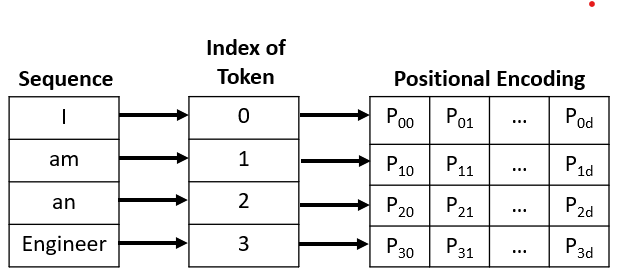 Index of
Token
Sequence
Positional Encoding
I 0 P00 P01 ... P0d
am 1 P10 P11 ... P1d
an 2 P20 P21 ... P2d
Engineer 3 P30 P31 ... P3d